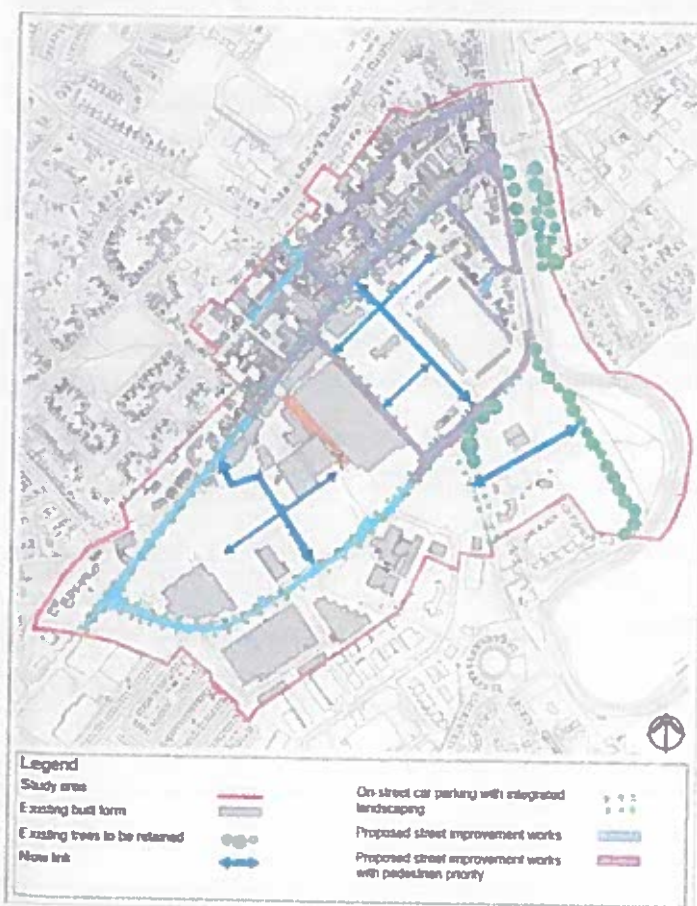 Legend
Study area
Existing built form
Existing trees to be retained
New link
On-street car parking with integrated
landscaping
Proposed street improvement works
Proposed street improvement works
with pedestrian priority